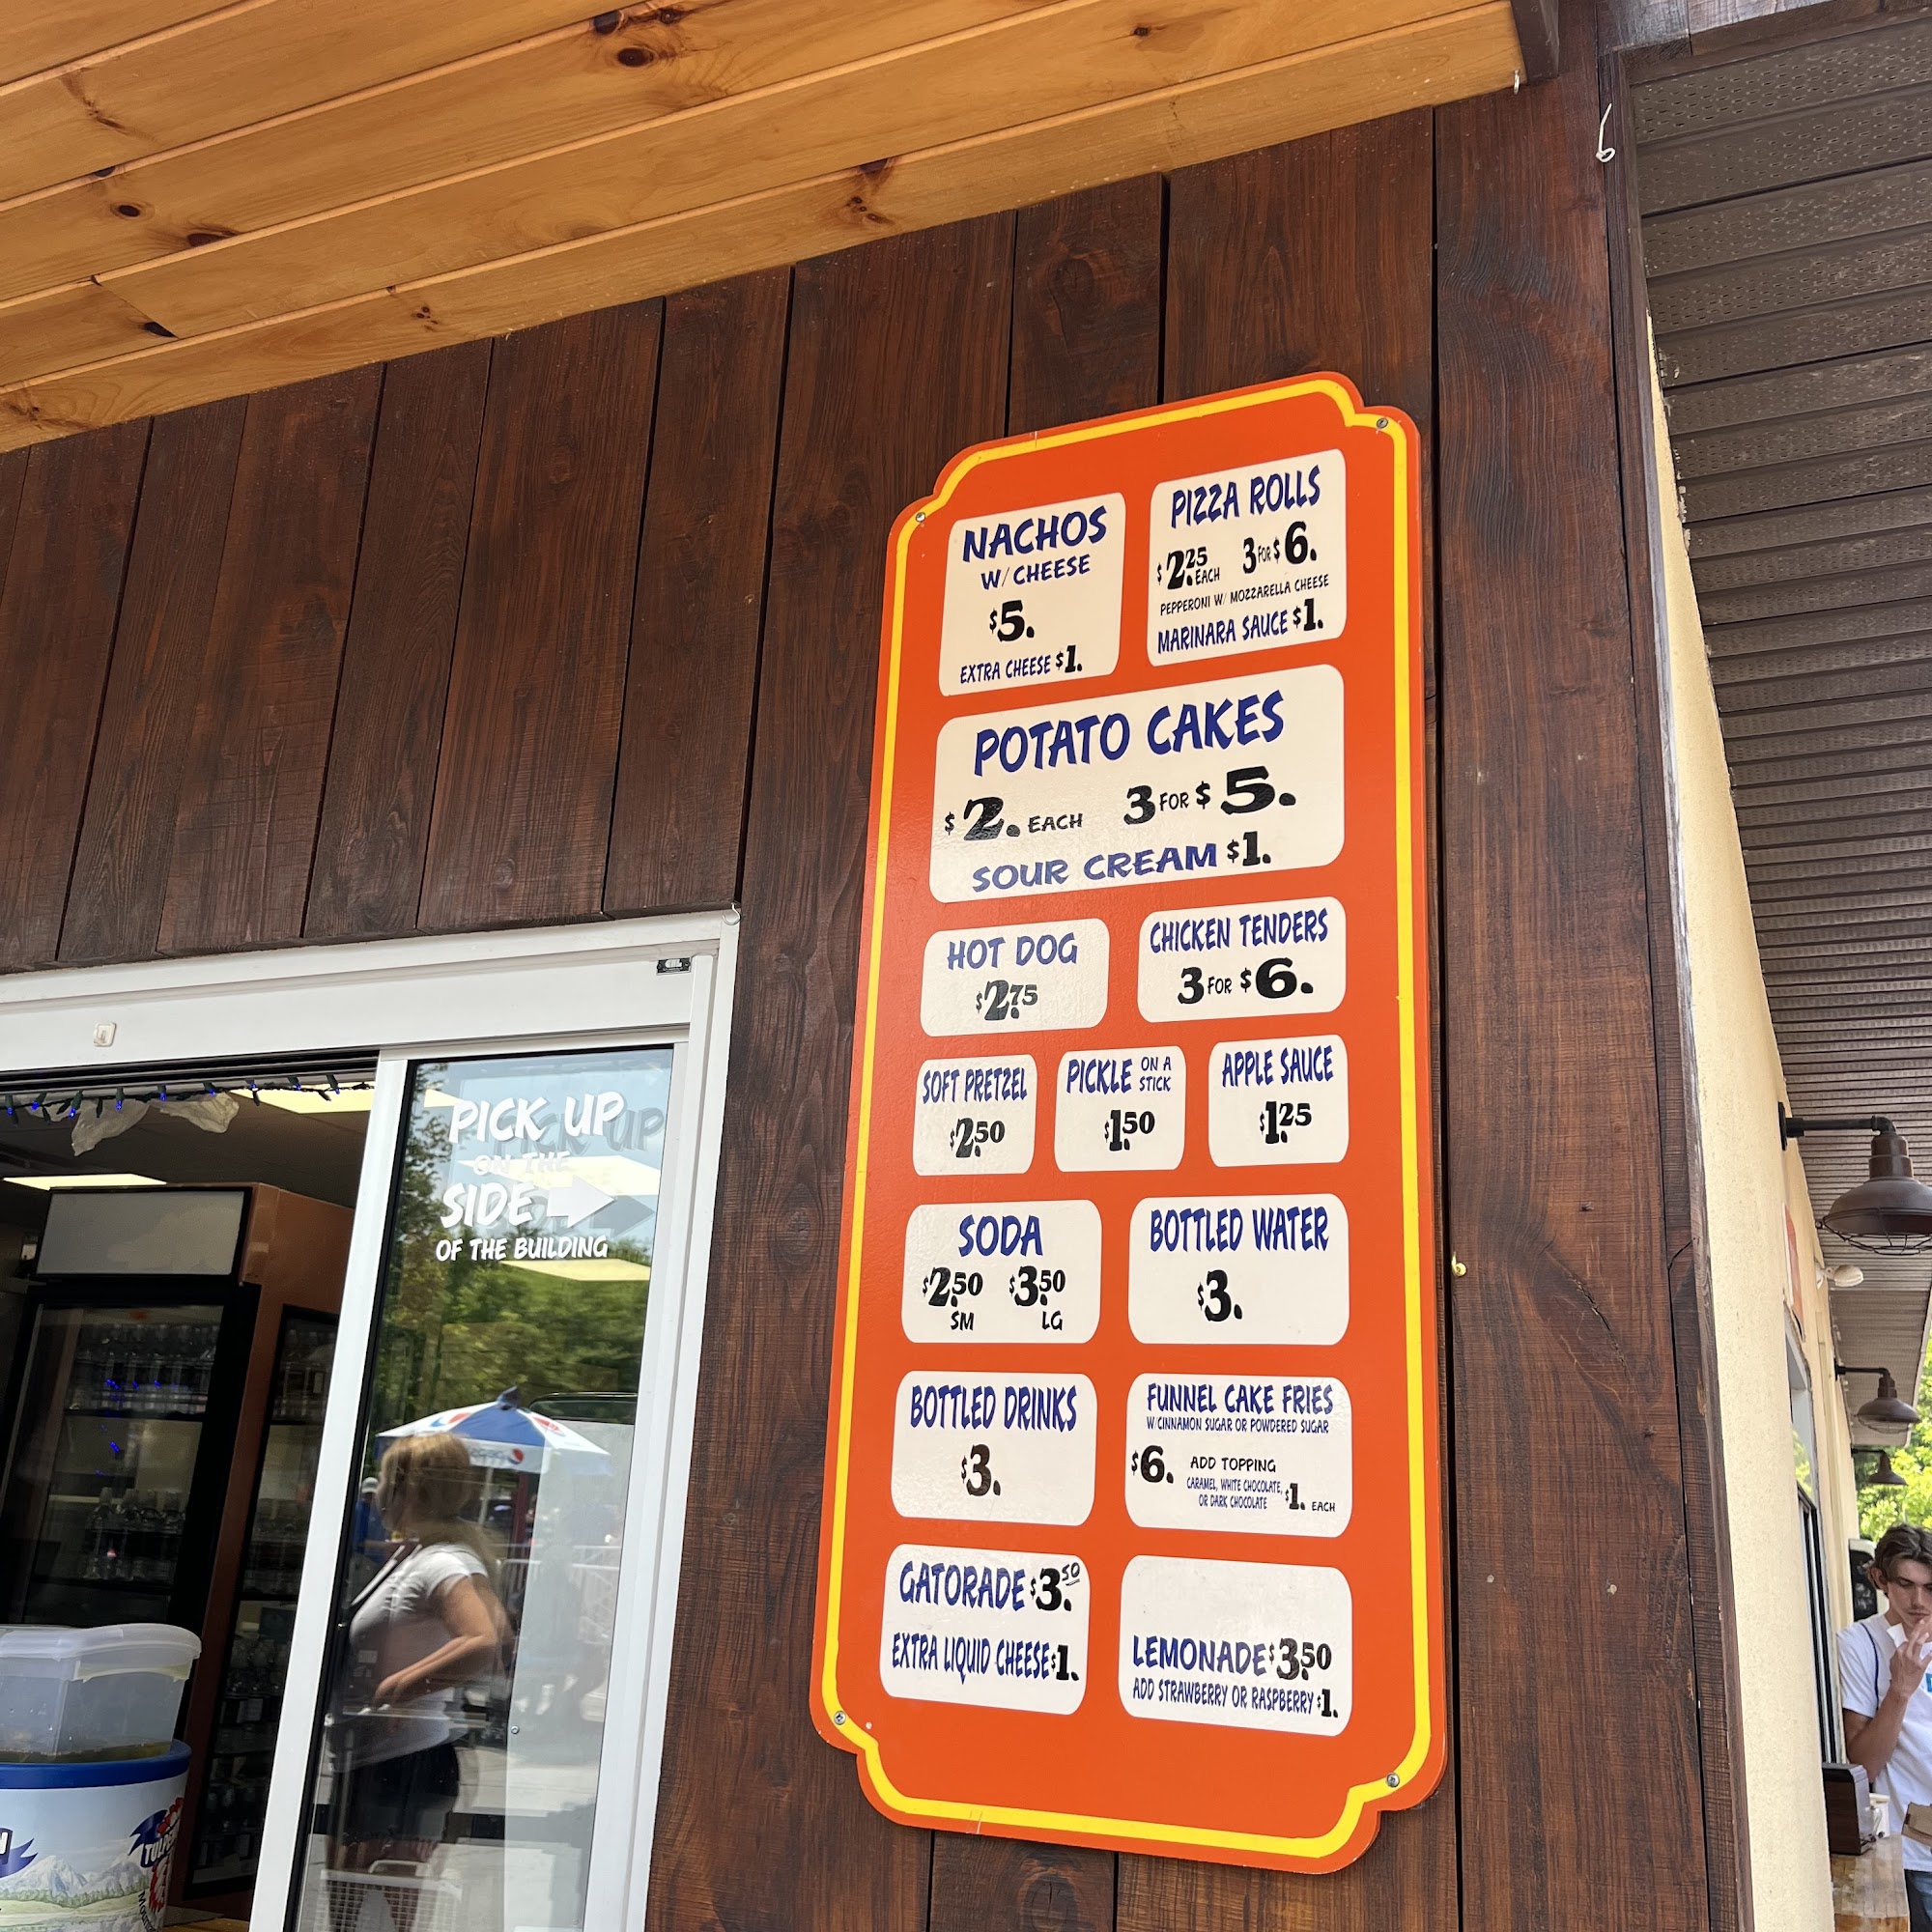 NACHOS
W/ CHEESE
$5.
EXTRA CHEESE $1.
PIZZA ROLLS
$2.25 EACH 3 FOR $6.
PEPPERONI W/ MOZZARELLA CHEESE
MARINARA SAUCE $1.
POTATO CAKES
$2. EACH 3 FOR $5.
SOUR CREAM $1.
HOT DOG
$2.75
CHICKEN TENDERS
3 FOR $6.
SOFT PRETZEL
$2.50
PICKLE ON A STICK
$1.50
APPLE SAUCE
$1.25
SODA
$2.50 $3.50
SM LG
BOTTLED WATER
$3.
BOTTLED DRINKS
$3.
FUNNEL CAKE FRIES
W/CINNAMON SUGAR OR POWDERED SUGAR
$6. ADD TOPPING
CARAMEL, WHITE CHOCOLATE,
OR DARK CHOCOLATE $1. EACH
GATORADE $3.50
EXTRA LIQUID CHEESE $1.
LEMONADE $3.50
ADD STRAWBERRY OR RASPBERRY $1.
PICK UP
ON THE
SIDE
OF THE BUILDING